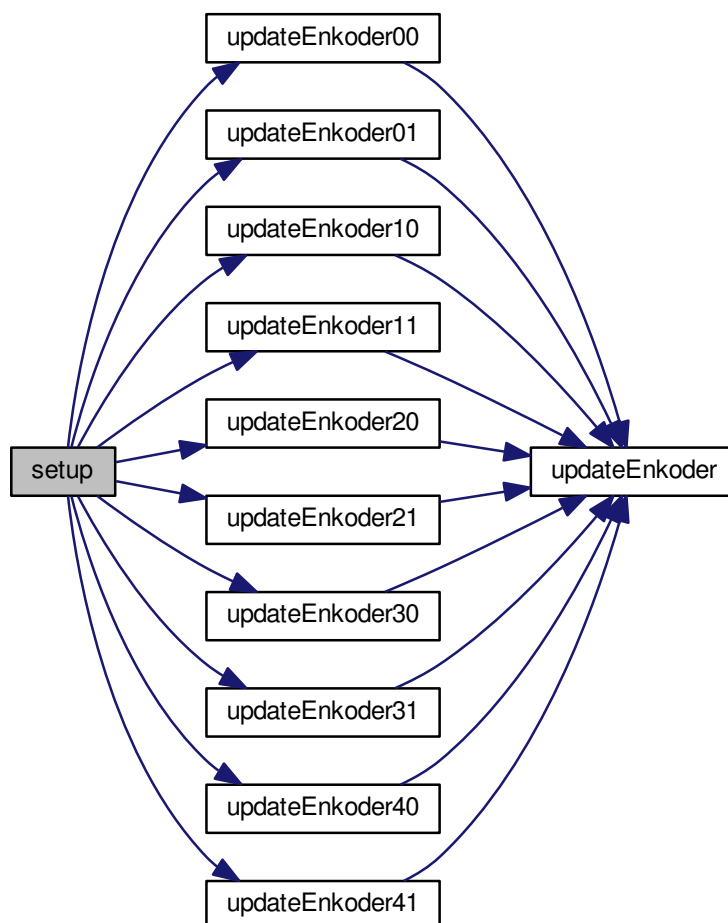 updateEnkoder00
updateEnkoder01
updateEnkoder10
updateEnkoder11
updateEnkoder20
setup
updateEnkoder
updateEnkoder21
updateEnkoder30
updateEnkoder31
updateEnkoder40
updateEnkoder41